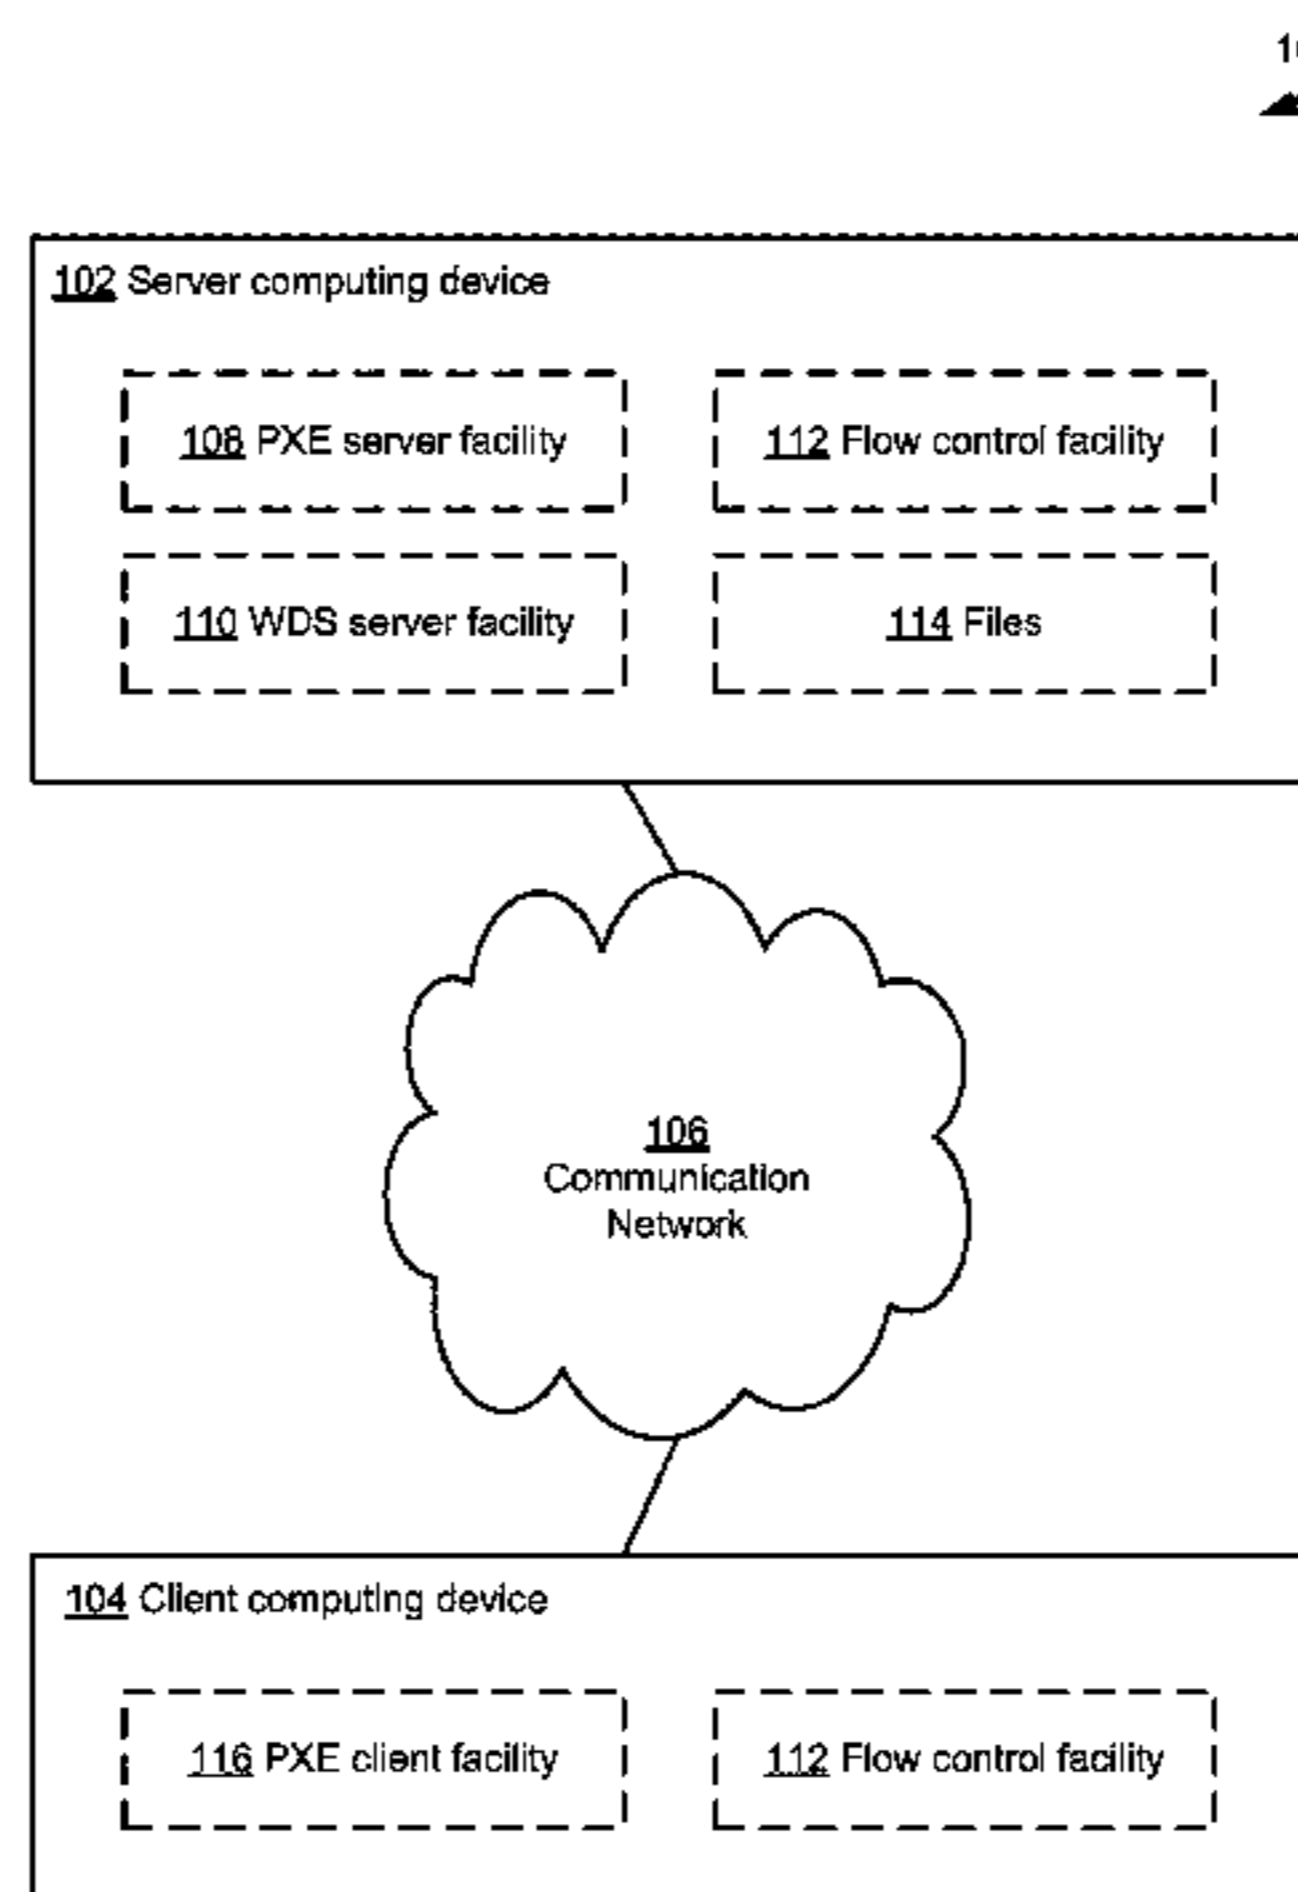 102 Server computing device
108 PXE server facility
112 Flow control facility
110 WDS server facility
114 Files
106
Communication
Network
104 Client computing device
116 PXE client facility
112 Flow control facility